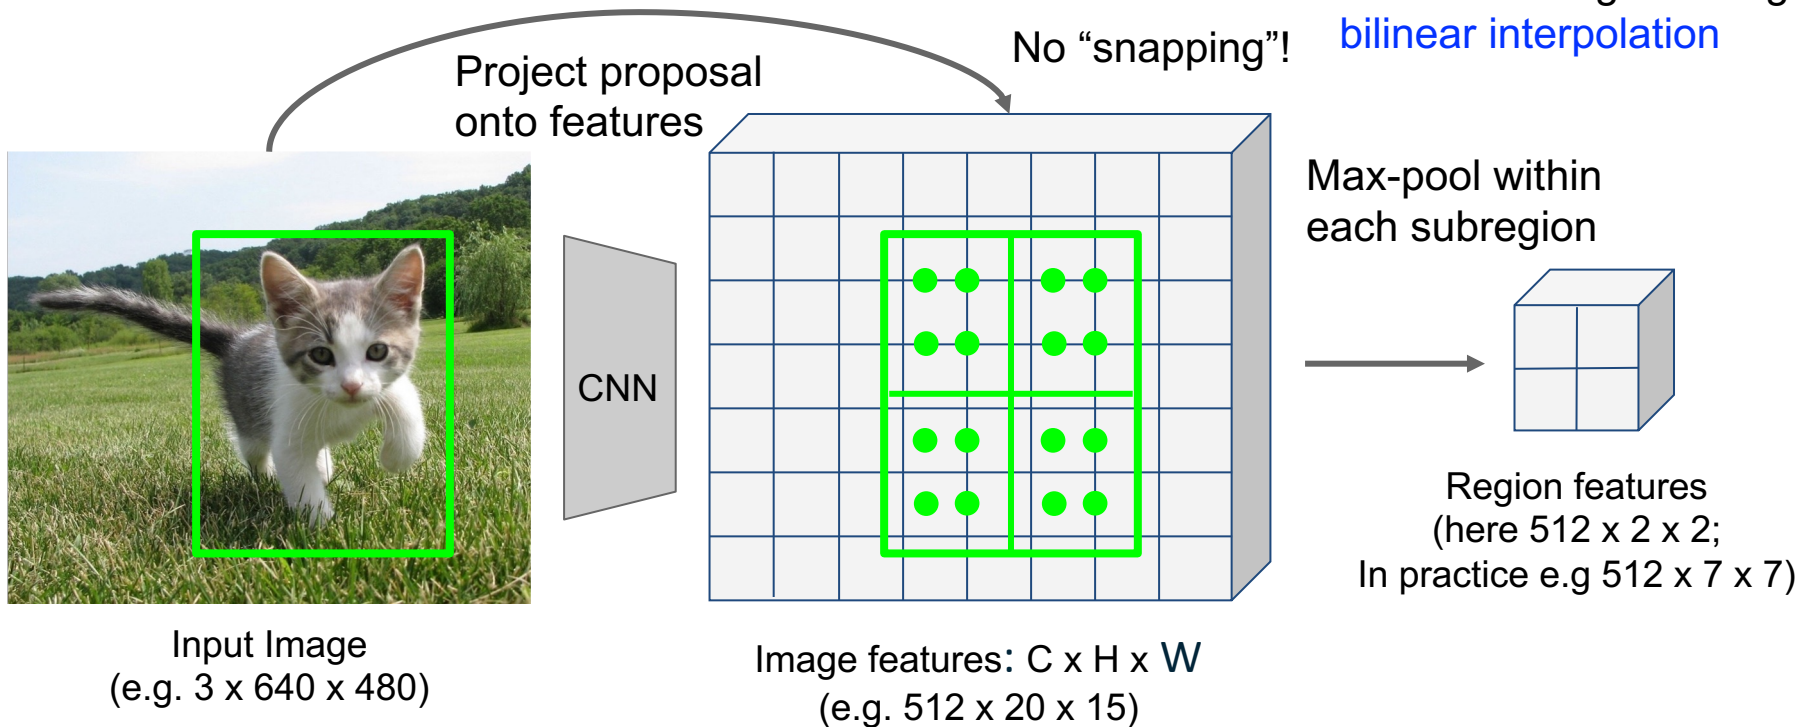 No “snapping”!
bilinear interpolation
Project proposal
onto features
Max-pool within
each subregion
CNN
Region features
(here 512 x 2 x 2;
In practice e.g 512 x 7 x 7)
Input Image
(e.g. 3 x 640 x 480)
Image features: C x H x W
(e.g. 512 x 20 x 15)